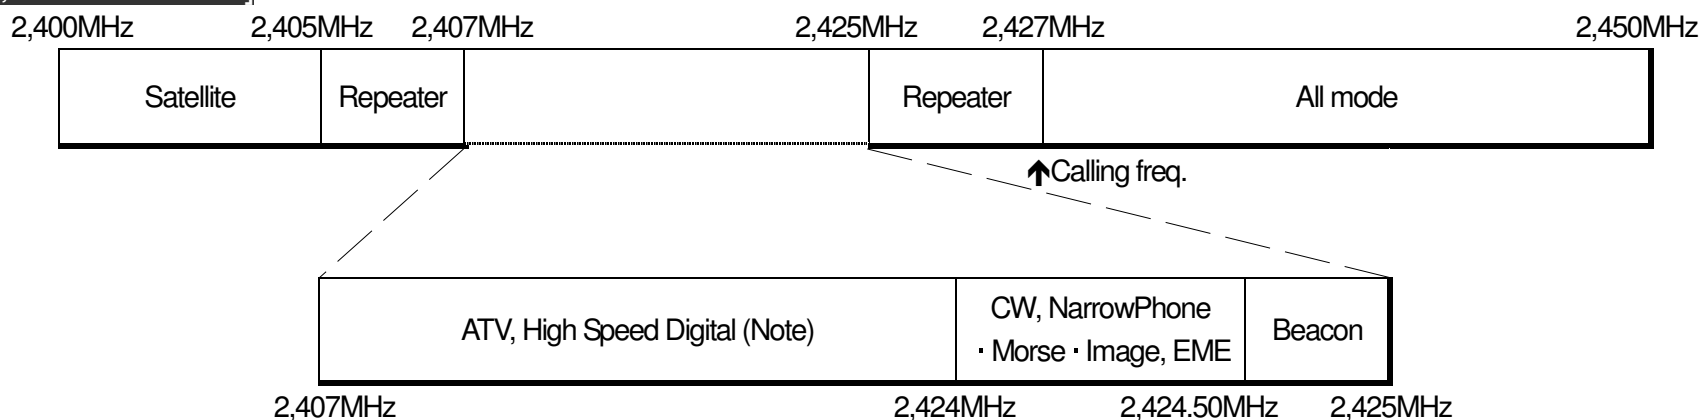 2,400MHz 2,405MHz 2,407MHz 2,425MHz 2,427MHz 2,450MHz
Satellite Repeater Repeater All mode
↑Calling freq.
ATV, High Speed Digital (Note)
CW, NarrowPhone
・Morse・Image, EME
Beacon
2,407MHz 2,424MHz 2,424.50MHz 2,425MHz